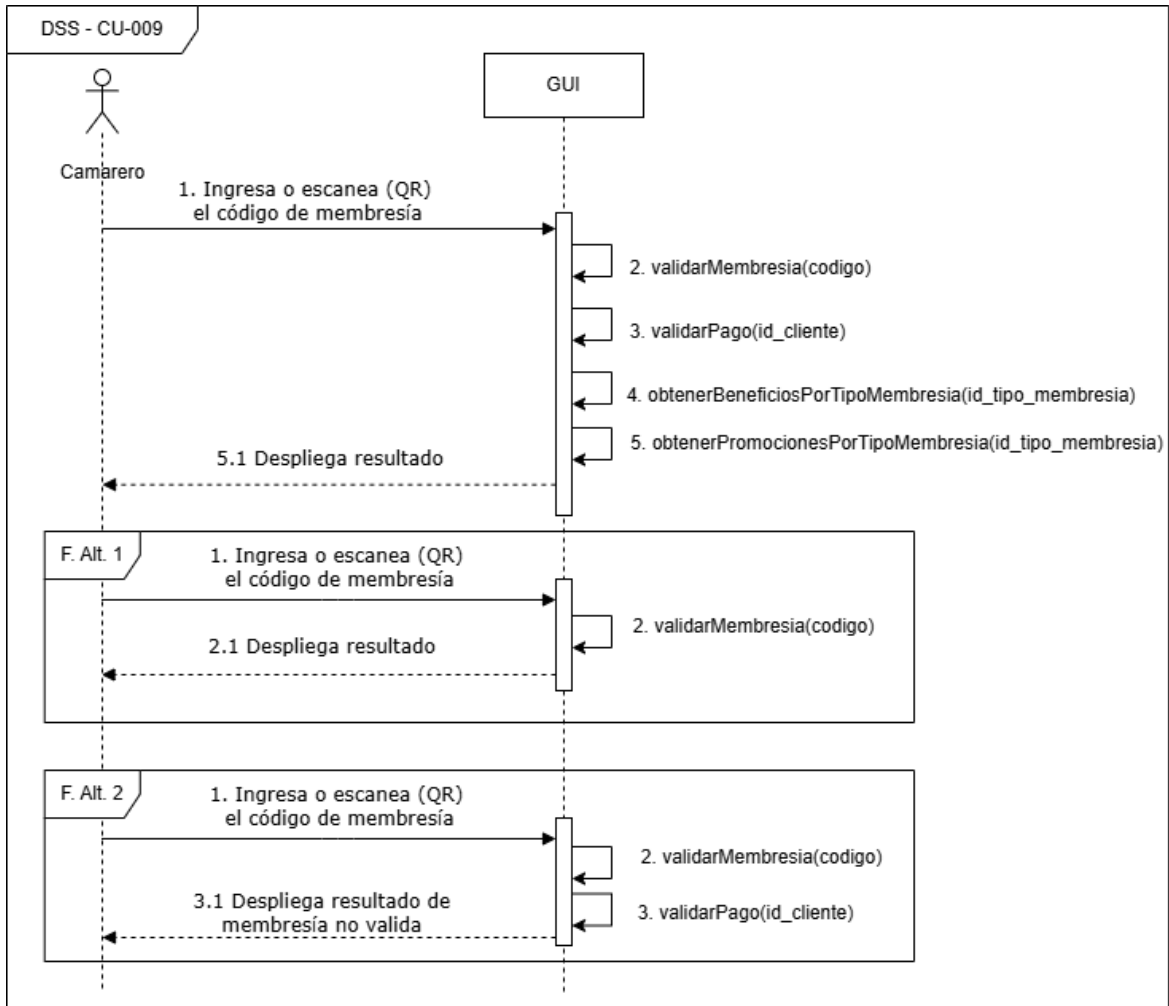 DSS - CU-009
GUI
Camarero
1. Ingresa o escanea (QR)
el código de membresía
2. validarMembresia(codigo)
3. validarPago(id_cliente)
4. obtenerBeneficiosPorTipoMembresia(id_tipo_membresia)
5. obtenerPromocionesPorTipoMembresia(id_tipo_membresia)
5.1 Despliega resultado
F. Alt. 1
1. Ingresa o escanea (QR)
el código de membresía
2. validarMembresia(codigo)
2.1 Despliega resultado
F. Alt. 2
1. Ingresa o escanea (QR)
el código de membresía
2. validarMembresia(codigo)
3. validarPago(id_cliente)
3.1 Despliega resultado de
membresía no valida